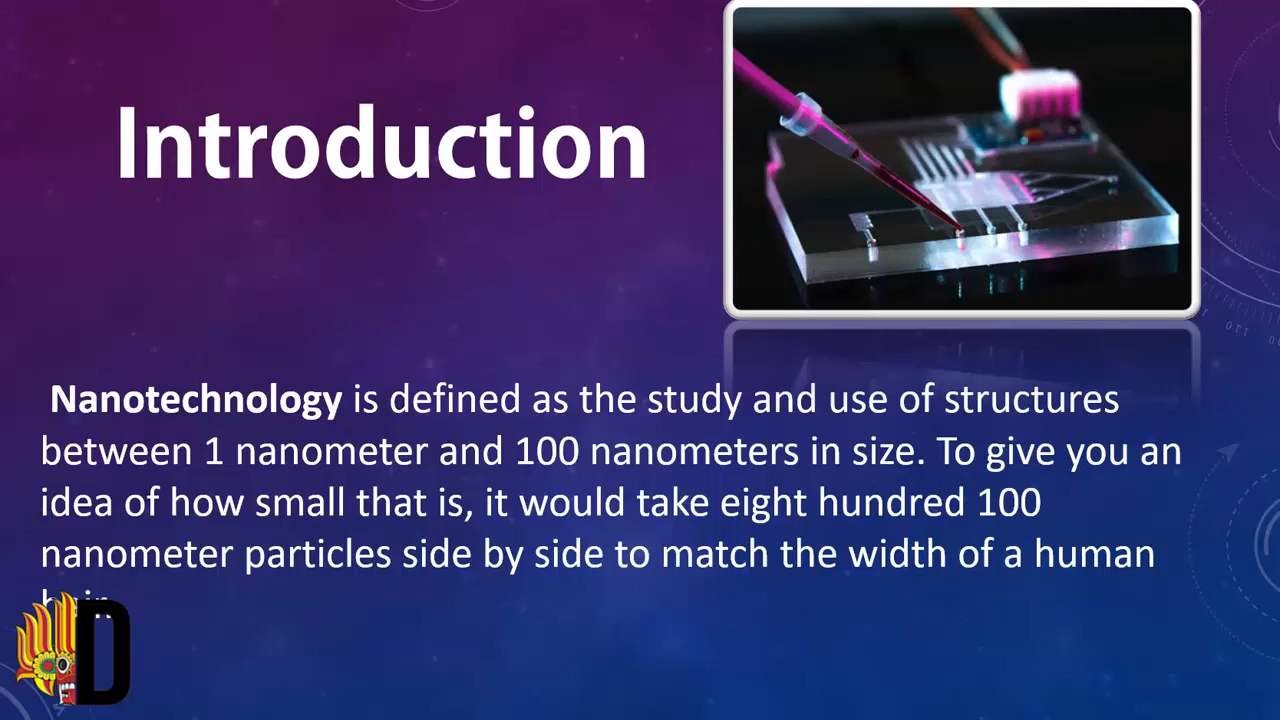 Introduction
Nanotechnology is defined as the study and use of structures
between 1 nanometer and 100 nanometers in size. To give you an
idea of how small that is, it would take eight hundred 100
nanometer particles side by side to match the width of a human
hair.
D